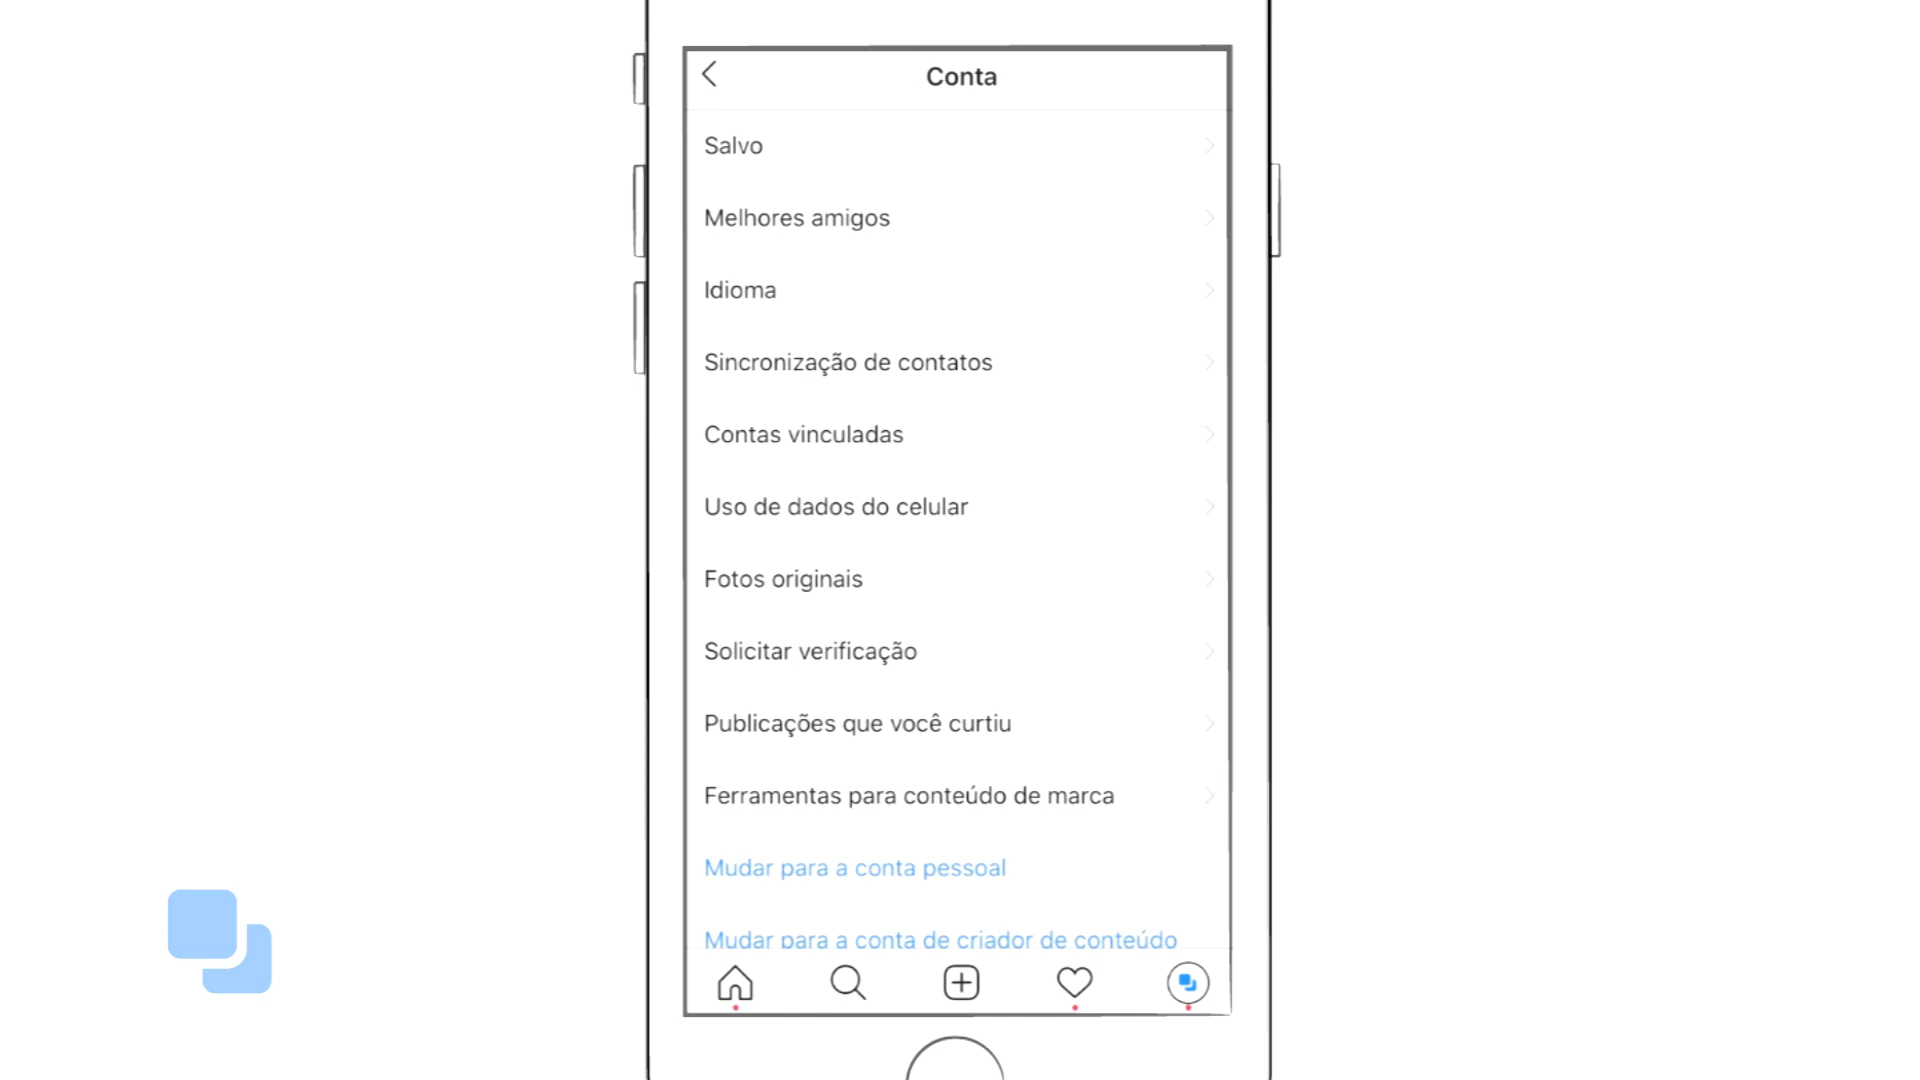 Conta
Salvo
Melhores amigos
Idioma
Sincronização de contatos
Contas vinculadas
Uso de dados do celular
Fotos originais
Solicitar verificação
Publicações que você curtiu
Ferramentas para conteúdo de marca
Mudar para a conta pessoal
Mudar para a conta de criador de conteúdo